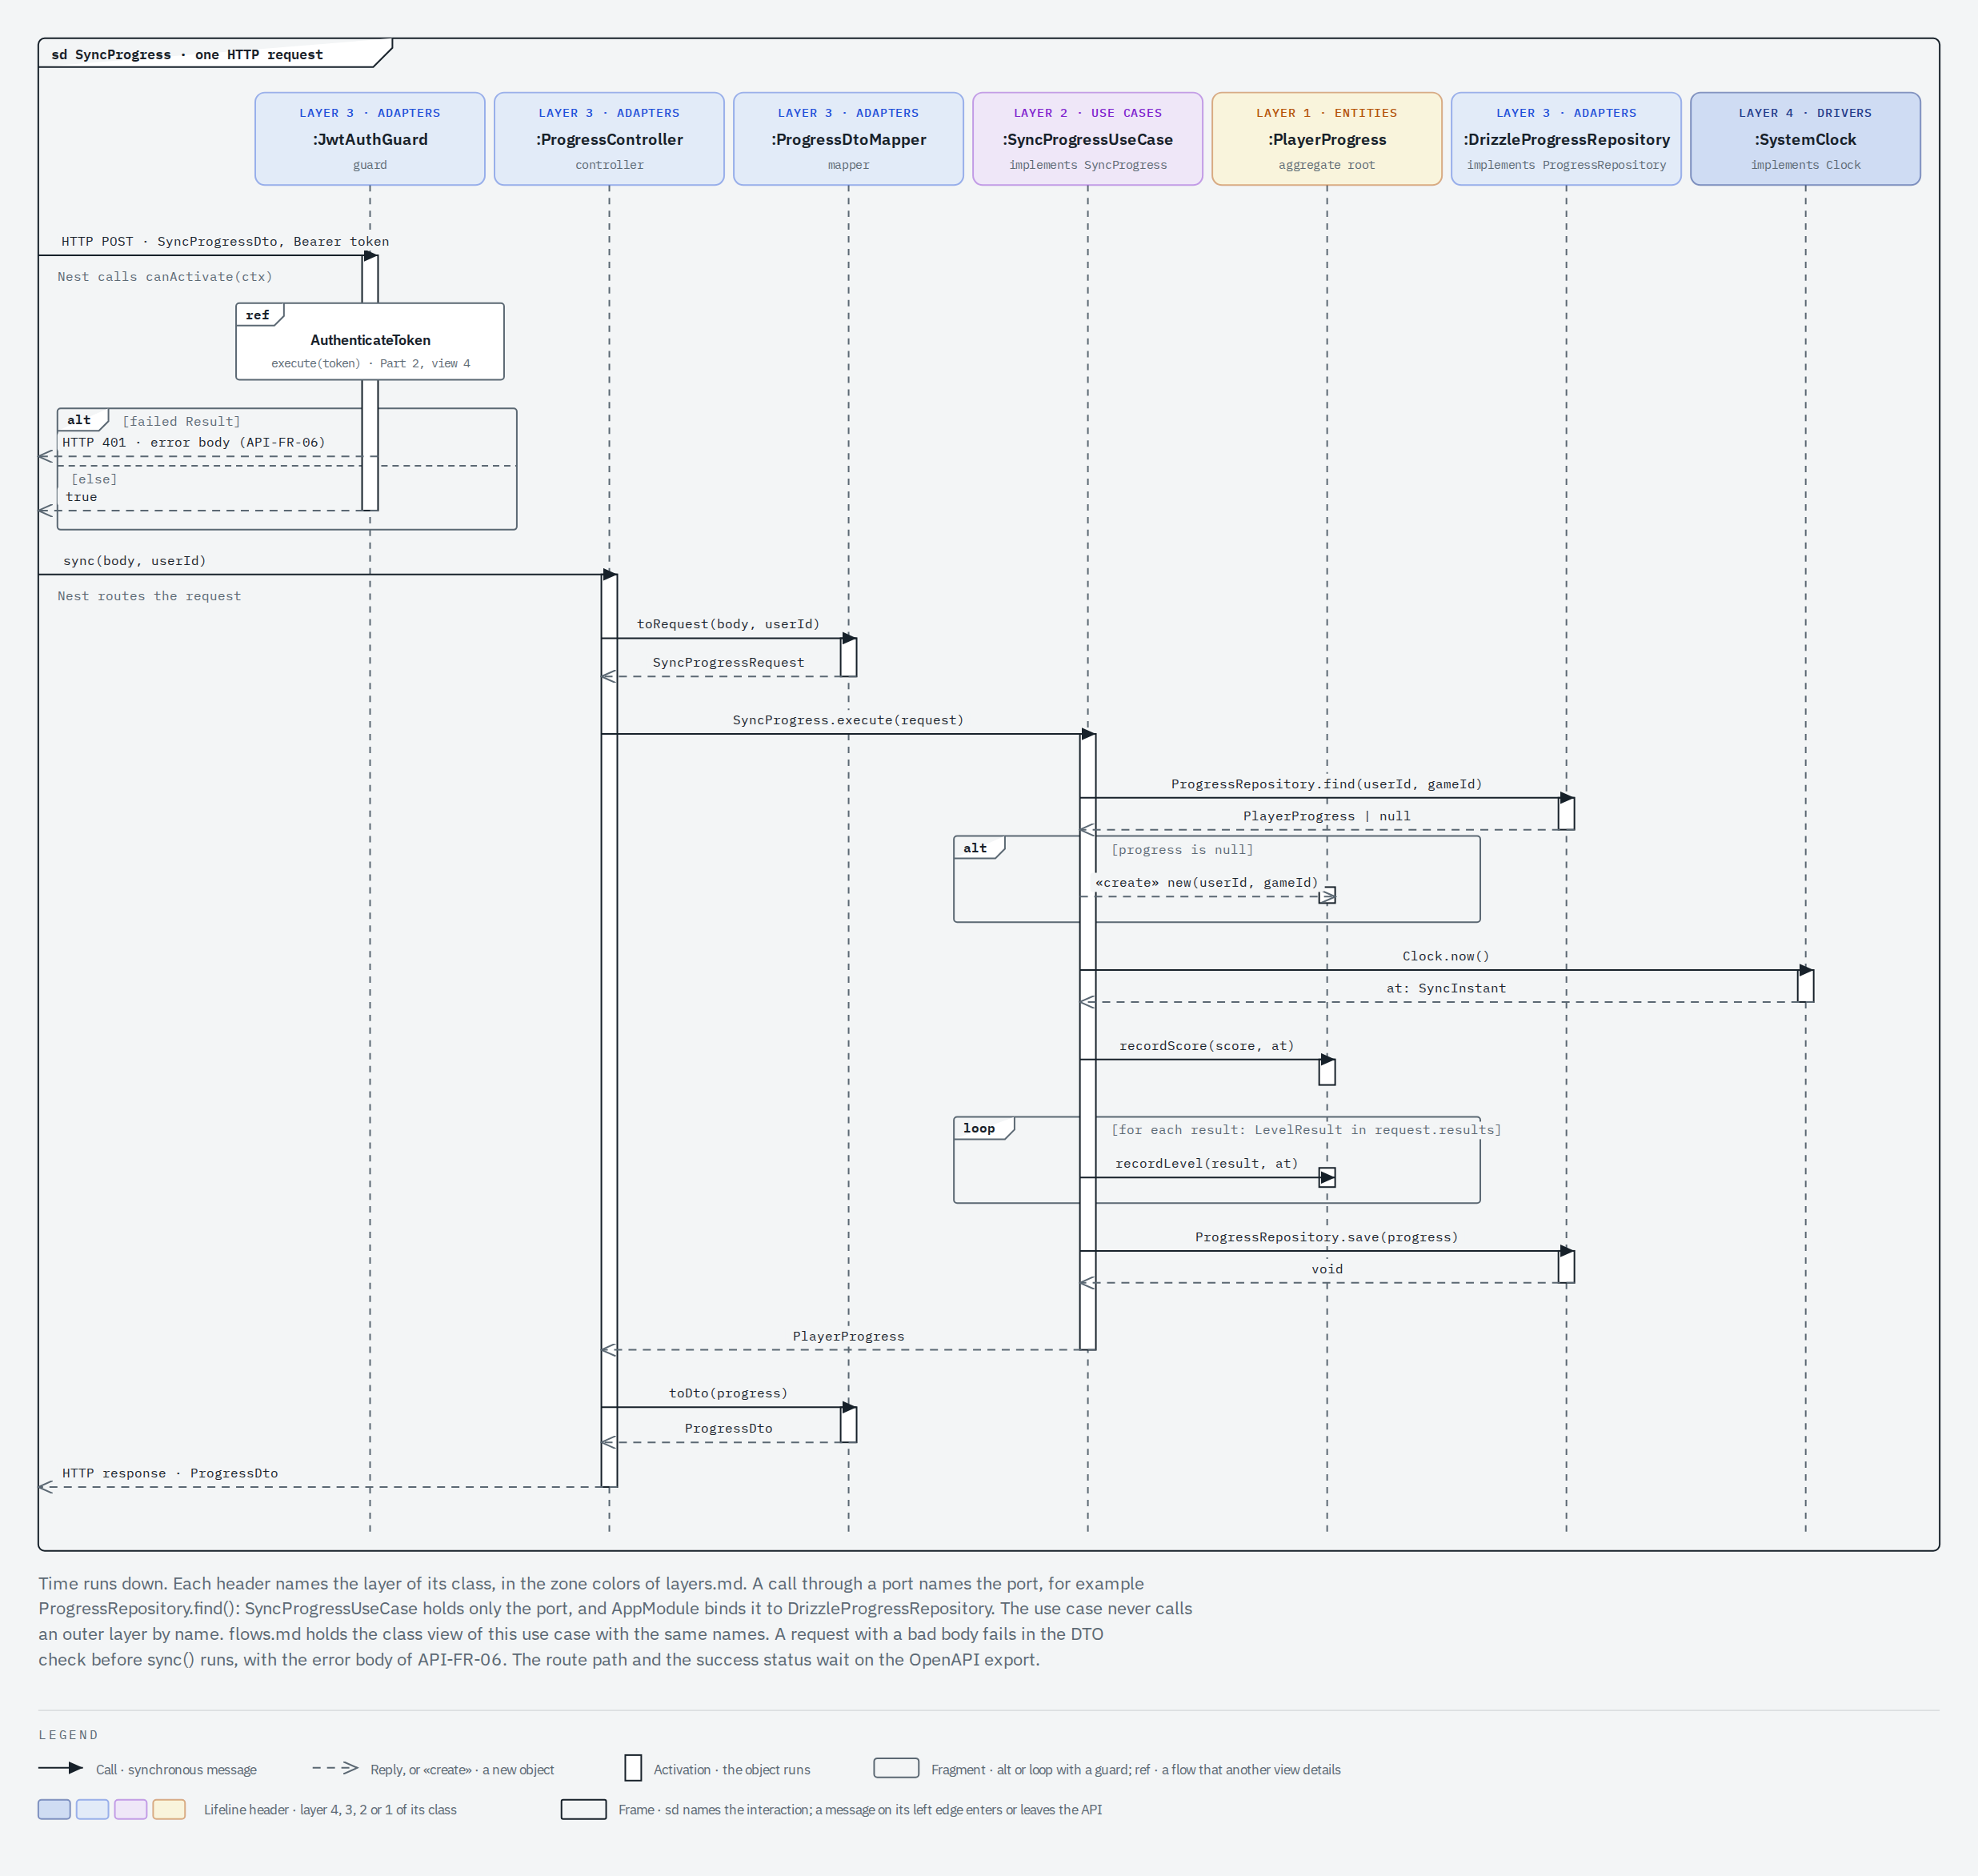 sd SyncProgress · one HTTP request
LAYER 3 · ADAPTERS
:JwtAuthGuard
guard
LAYER 3 · ADAPTERS
:ProgressController
controller
LAYER 3 · ADAPTERS
:ProgressDtoMapper
mapper
LAYER 2 · USE CASES
:SyncProgressUseCase
implements SyncProgress
LAYER 1 · ENTITIES
:PlayerProgress
aggregate root
LAYER 3 · ADAPTERS
:DrizzleProgressRepository
implements ProgressRepository
LAYER 4 · DRIVERS
:SystemClock
implements Clock
HTTP POST · SyncProgressDto, Bearer token
Nest calls canActivate(ctx)
ref
AuthenticateToken
execute(token) · Part 2, view 4
alt
[failed Result]
HTTP 401 · error body (API-FR-06)
[else]
true
sync(body, userId)
Nest routes the request
toRequest(body, userId)
SyncProgressRequest
SyncProgress.execute(request)
ProgressRepository.find(userId, gameId)
PlayerProgress | null
alt
[progress is null]
«create» new(userId, gameId)
Clock.now()
at: SyncInstant
recordScore(score, at)
loop
[for each result: LevelResult in request.results]
recordLevel(result, at)
ProgressRepository.save(progress)
void
PlayerProgress
toDto(progress)
ProgressDto
HTTP response · ProgressDto
Time runs down. Each header names the layer of its class, in the zone colors of layers.md. A call through a port names the port, for example
ProgressRepository.find(): SyncProgressUseCase holds only the port, and AppModule binds it to DrizzleProgressRepository. The use case never calls
an outer layer by name. flows.md holds the class view of this use case with the same names. A request with a bad body fails in the DTO
check before sync() runs, with the error body of API-FR-06. The route path and the success status wait on the OpenAPI export.
LEGEND
Call · synchronous message
Reply, or «create» · a new object
Activation · the object runs
Fragment · alt or loop with a guard; ref · a flow that another view details
Lifeline header · layer 4, 3, 2 or 1 of its class
Frame · sd names the interaction; a message on its left edge enters or leaves the API